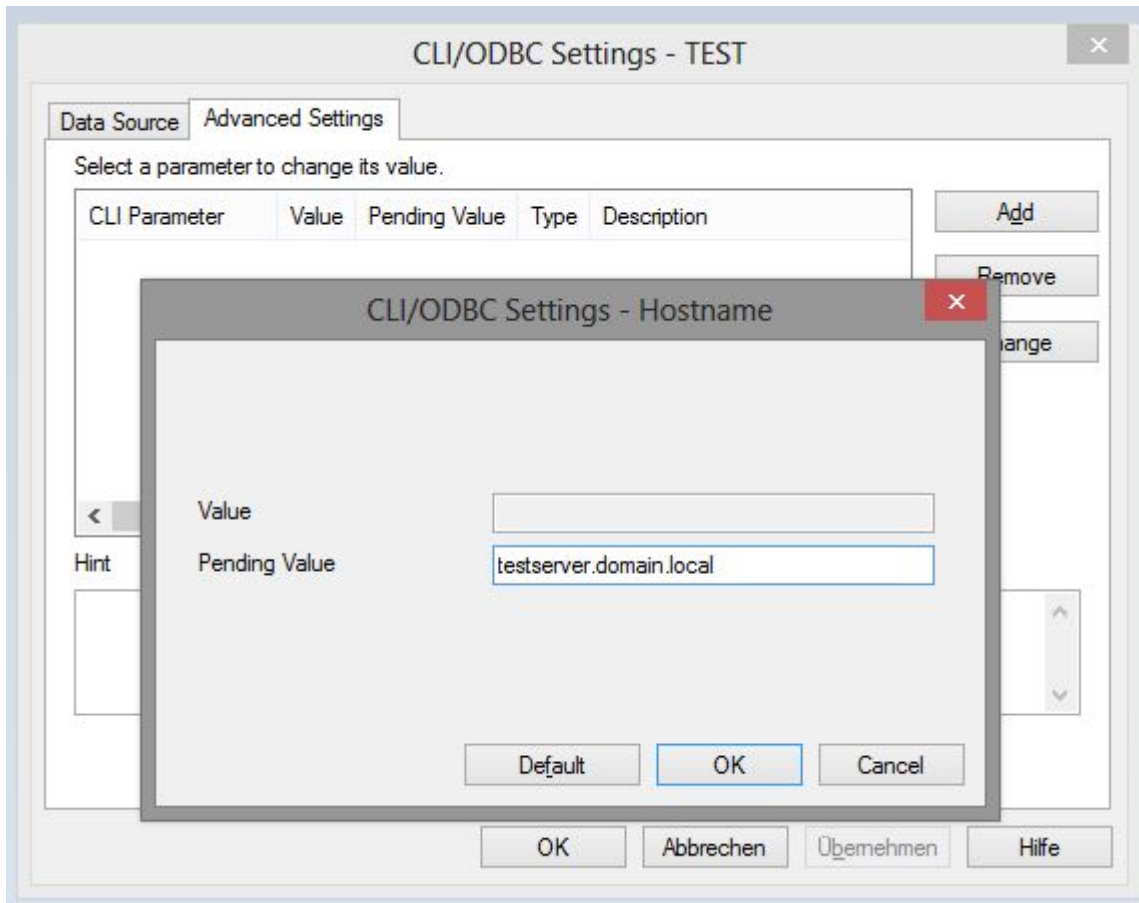 CLI/ODBC Settings - TEST
Data Source Advanced Settings
Select a parameter to change its value.
CLI Parameter Value Pending Value Type Description
Add
Remove
CLI/ODBC Settings - Hostname
ange
Value
Hint
Pending Value testserver.domain.local
Default OK Cancel
OK Abbrechen Übernehmen Hilfe